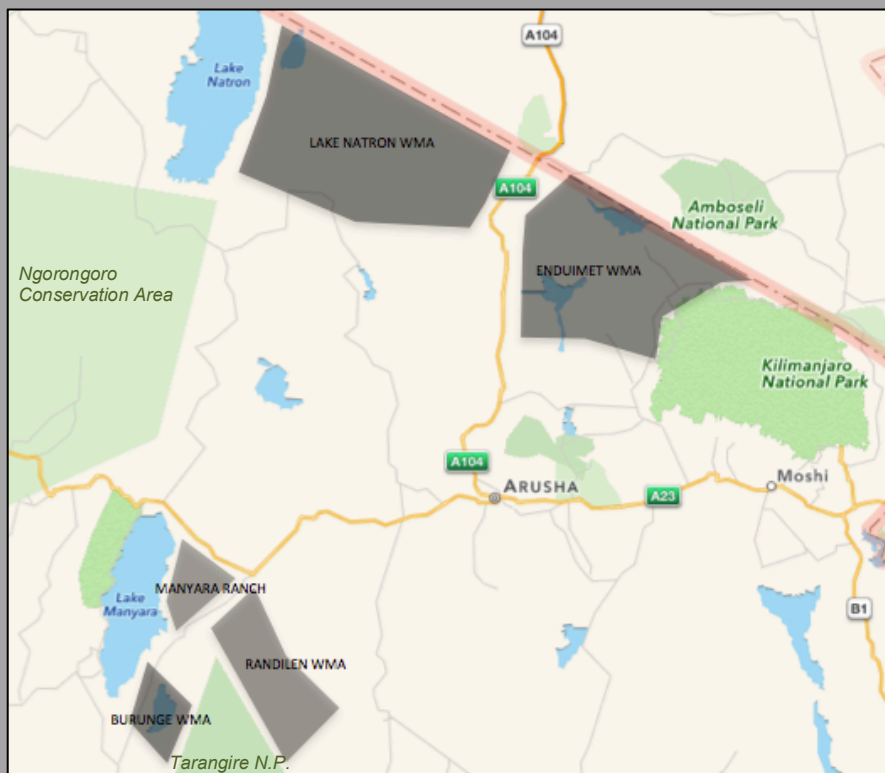 A104
Lake
Natron
LAKE NATRON WMA
A104
Amboseli
National Park
Ngorongoro
Conservation Area
ENDUIMET WMA
Kilimanjaro
National Park
A104
Moshi
ARUSHA
A23
MANYARA RANCH
Lake
Manyara
B1
RANDILEN WMA
BURUNGE WMA
Tarangire N.P.